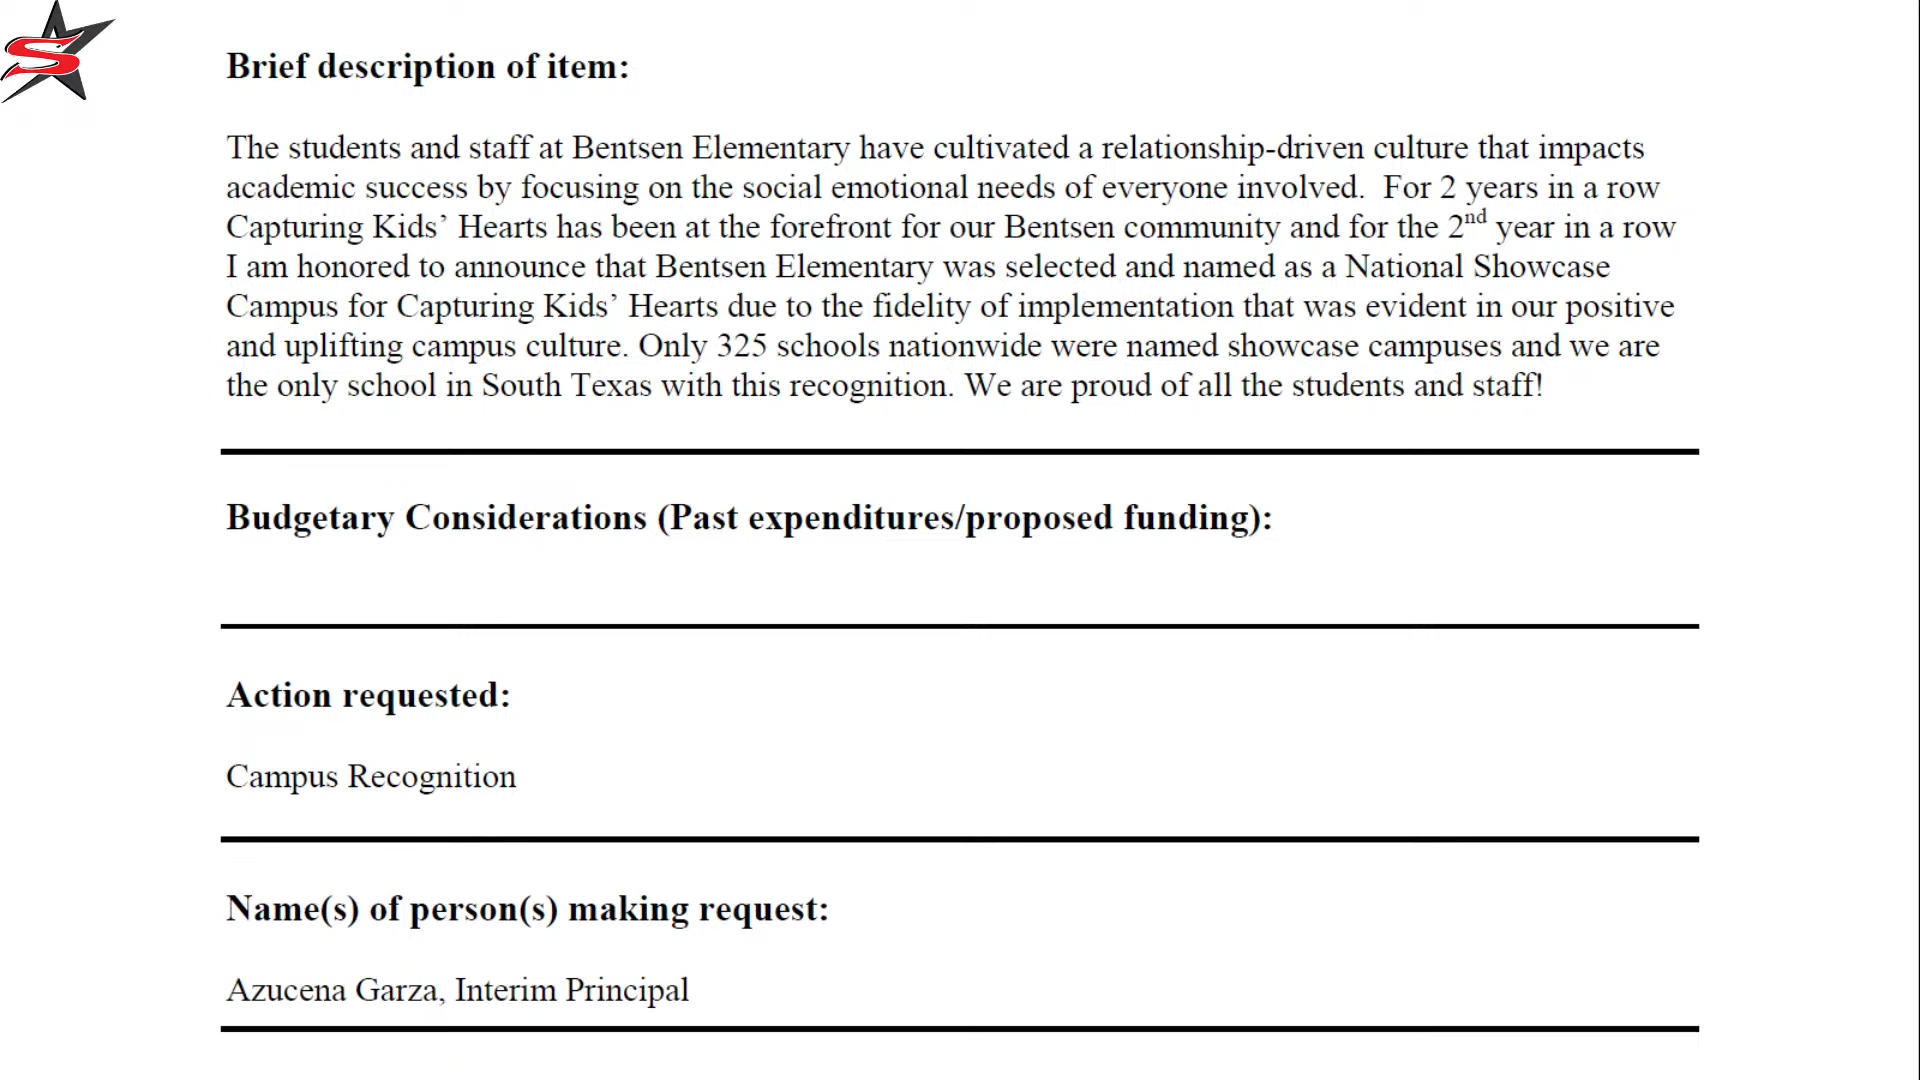 S
Brief description of item:
The students and staff at Bentsen Elementary have cultivated a relationship-driven culture that impacts
academic success by focusing on the social emotional needs of everyone involved.  For 2 years in a row
Capturing Kids’ Hearts has been at the forefront for our Bentsen community and for the 2nd year in a row
I am honored to announce that Bentsen Elementary was selected and named as a National Showcase
Campus for Capturing Kids’ Hearts due to the fidelity of implementation that was evident in our positive
and uplifting campus culture. Only 325 schools nationwide were named showcase campuses and we are
the only school in South Texas with this recognition. We are proud of all the students and staff!
Budgetary Considerations (Past expenditures/proposed funding):
Action requested:
Campus Recognition
Name(s) of person(s) making request:
Azucena Garza, Interim Principal